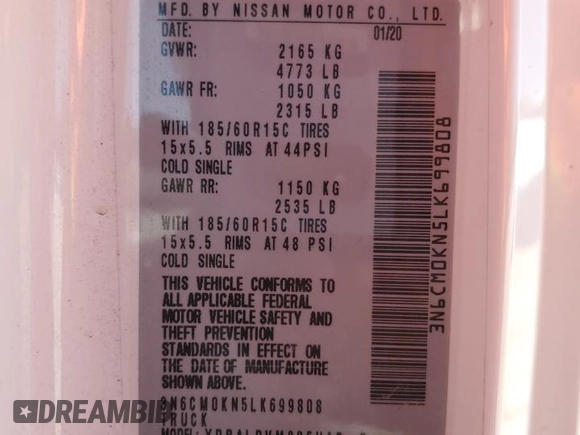 MFD. BY NISSAN MOTOR CO., LTD.
DATE: 01/20
GVWR: 2165 KG
4773 LB
GAWR FR: 1050 KG
2315 LB
WITH 185/60R15C TIRES
15x5.5 RIMS AT 44PSI
COLD SINGLE
GAWR RR: 1150 KG
2535 LB
WITH 185/60R15C TIRES
15x5.5 RIMS AT 48 PSI
COLD SINGLE
THIS VEHICLE CONFORMS TO
ALL APPLICABLE FEDERAL
MOTOR VEHICLE SAFETY AND
THEFT PREVENTION
STANDARDS IN EFFECT ON
THE DATE OF MANUFACTURE
SHOWN ABOVE.
3N6CM0KN5LK699808
TRUCK
3N6CM0KN5LK699808
EPICARDATA